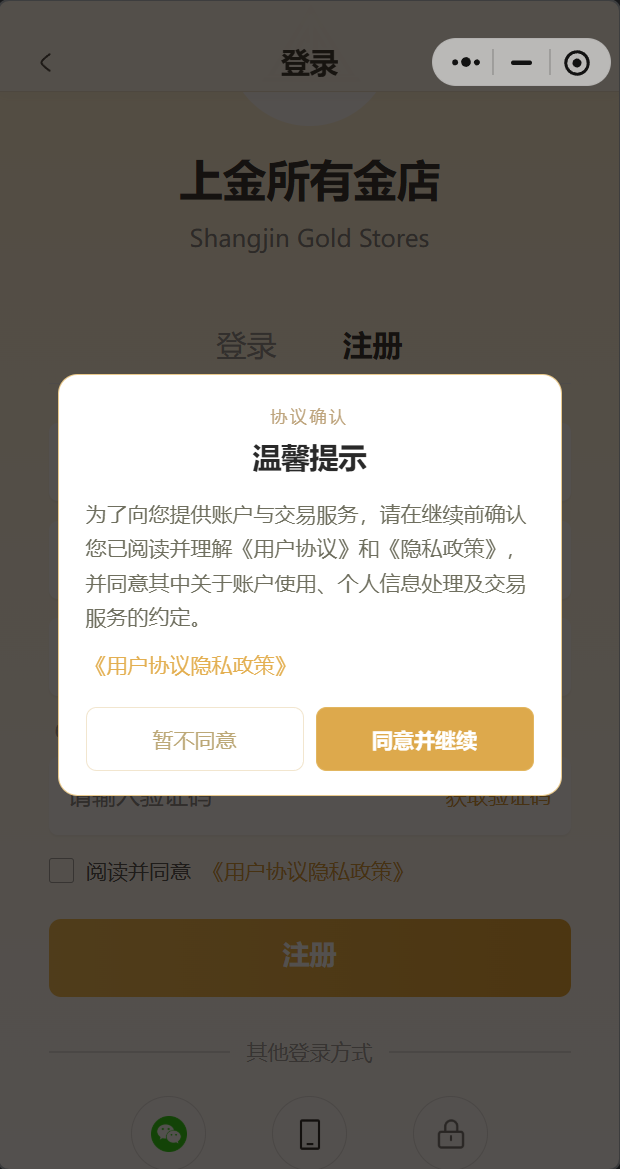 登录
上金所有金店
Shangjin Gold Stores
登录 注册
协议确认
温馨提示
为了向您提供账户与交易服务，请在继续前确认
您已阅读并理解《用户协议》和《隐私政策》，
并同意其中关于账户使用、个人信息处理及交易
服务的约定。
《用户协议隐私政策》
暂不同意 同意并继续
请输入验证码 获取验证码
阅读并同意 《用户协议隐私政策》
注册
其他登录方式